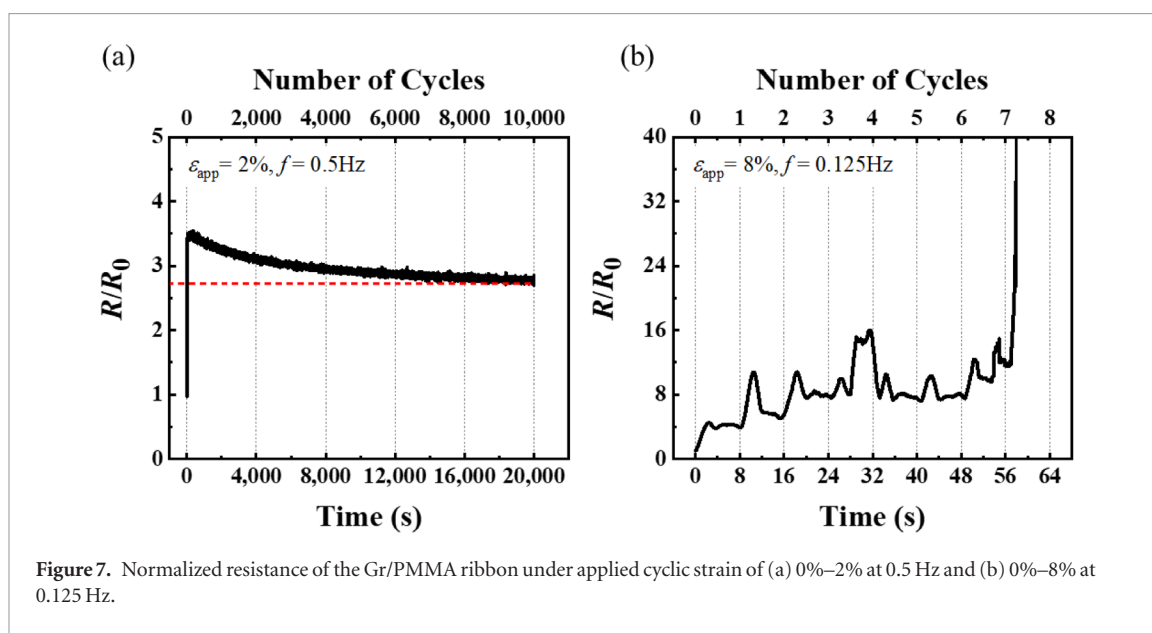 (a)
Number of Cycles
0 2,000 4,000 6,000 8,000 10,000
5
4
3
2
1
0
R/R0
εapp= 2%, f = 0.5Hz
0 4,000 8,000 12,000 16,000 20,000
Time (s)
(b)
Number of Cycles
0 1 2 3 4 5 6 7 8
40
32
24
16
8
0
R/R0
εapp= 8%, f = 0.125Hz
0 8 16 24 32 40 48 56 64
Time (s)
Figure 7. Normalized resistance of the Gr/PMMA ribbon under applied cyclic strain of (a) 0%–2% at 0.5 Hz and (b) 0%–8% at
0.125 Hz.